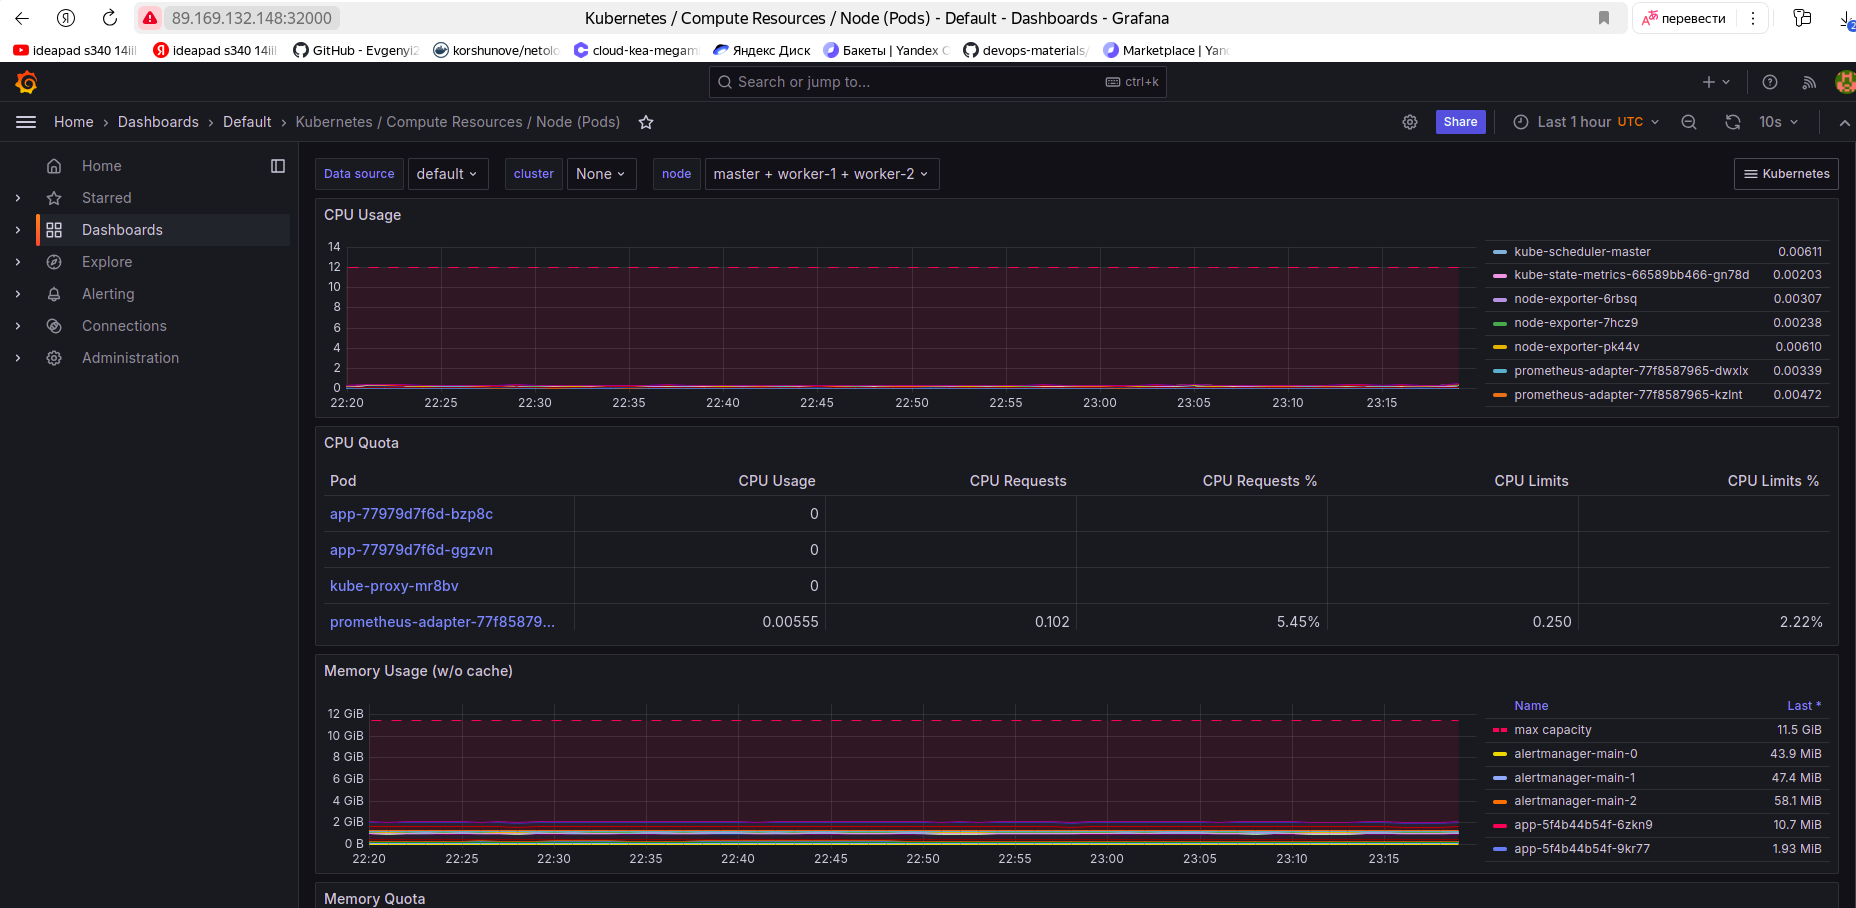 89.169.132.148:32000
Kubernetes / Compute Resources / Node (Pods) - Default - Dashboards - Grafana
перевести
ideapad s340 14iil
ideapad s340 14iil
GitHub - Evgenyi2
korshunove/netolo
cloud-kea-megam
Яндекс Диск
Бакеты | Yandex C
devops-materials/
Marketplace | Yan
Search or jump to...
ctrl+k
Home › Dashboards › Default › Kubernetes / Compute Resources / Node (Pods)
Share
Last 1 hour UTC
10s
Home
Starred
Dashboards
Explore
Alerting
Connections
Administration
Data source default
cluster None
node master + worker-1 + worker-2
Kubernetes
CPU Usage
14
12
10
8
6
4
2
0
22:20 22:25 22:30 22:35 22:40 22:45 22:50 22:55 23:00 23:05 23:10 23:15
kube-scheduler-master 0.00611
kube-state-metrics-66589bb466-gn78d 0.00203
node-exporter-6rbsq 0.00307
node-exporter-7hcz9 0.00238
node-exporter-pk44v 0.00610
prometheus-adapter-77f8587965-dwxlx 0.00339
prometheus-adapter-77f8587965-kzlnt 0.00472
CPU Quota
Pod CPU Usage CPU Requests CPU Requests % CPU Limits CPU Limits %
app-77979d7f6d-bzp8c 0
app-77979d7f6d-ggzvn 0
kube-proxy-mr8bv 0
prometheus-adapter-77f85879... 0.00555 0.102 5.45% 0.250 2.22%
Memory Usage (w/o cache)
12 GiB
10 GiB
8 GiB
6 GiB
4 GiB
2 GiB
0 B
22:20 22:25 22:30 22:35 22:40 22:45 22:50 22:55 23:00 23:05 23:10 23:15
Name Last *
max capacity 11.5 GiB
alertmanager-main-0 43.9 MiB
alertmanager-main-1 47.4 MiB
alertmanager-main-2 58.1 MiB
app-5f4b44b54f-6zkn9 10.7 MiB
app-5f4b44b54f-9kr77 1.93 MiB
Memory Quota